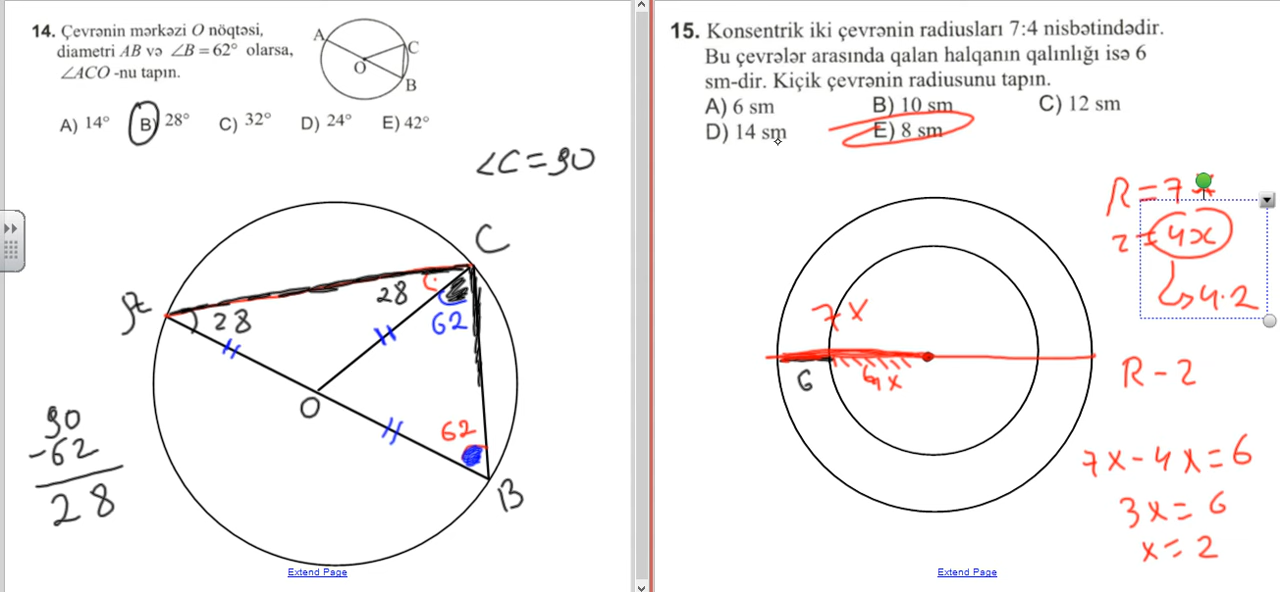 14. Çevrənin mərkəzi O nöqtəsi,
diametri AB və ∠B = 62° olarsa,
∠ACO -nu tapın.
A
C
O
B
A) 14° B) 28° C) 32° D) 24° E) 42°
∠C = 90
C
A
28
28
62
O
62
B
90
-62
28
Extend Page
15. Konsentrik iki çevrənin radiusları 7:4 nisbətindədir.
Bu çevrələr arasında qalan halqanın qalınlığı isə 6
sm-dir. Kiçik çevrənin radiusunu tapın.
A) 6 sm B) 10 sm C) 12 sm
D) 14 sm E) 8 sm
R = 7x
r = 4x
4·2
7x
6
4x
R - r
7x - 4x = 6
3x = 6
x = 2
Extend Page